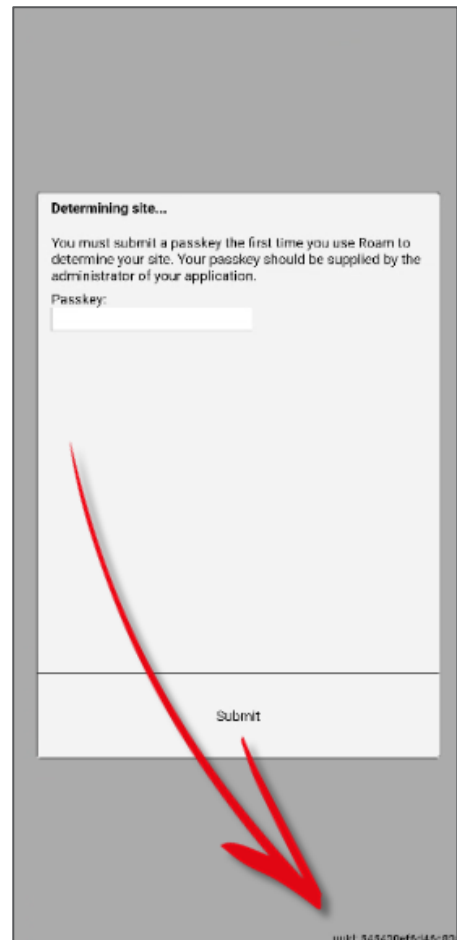 Determining site...
You must submit a passkey the first time you use Roam to
determine your site. Your passkey should be supplied by the
administrator of your application.
Passkey:
Submit